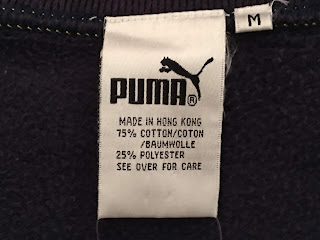 M
PUMA®
MADE IN HONG KONG
75% COTTON/COTON
/BAUMWOLLE
25% POLYESTER
SEE OVER FOR CARE